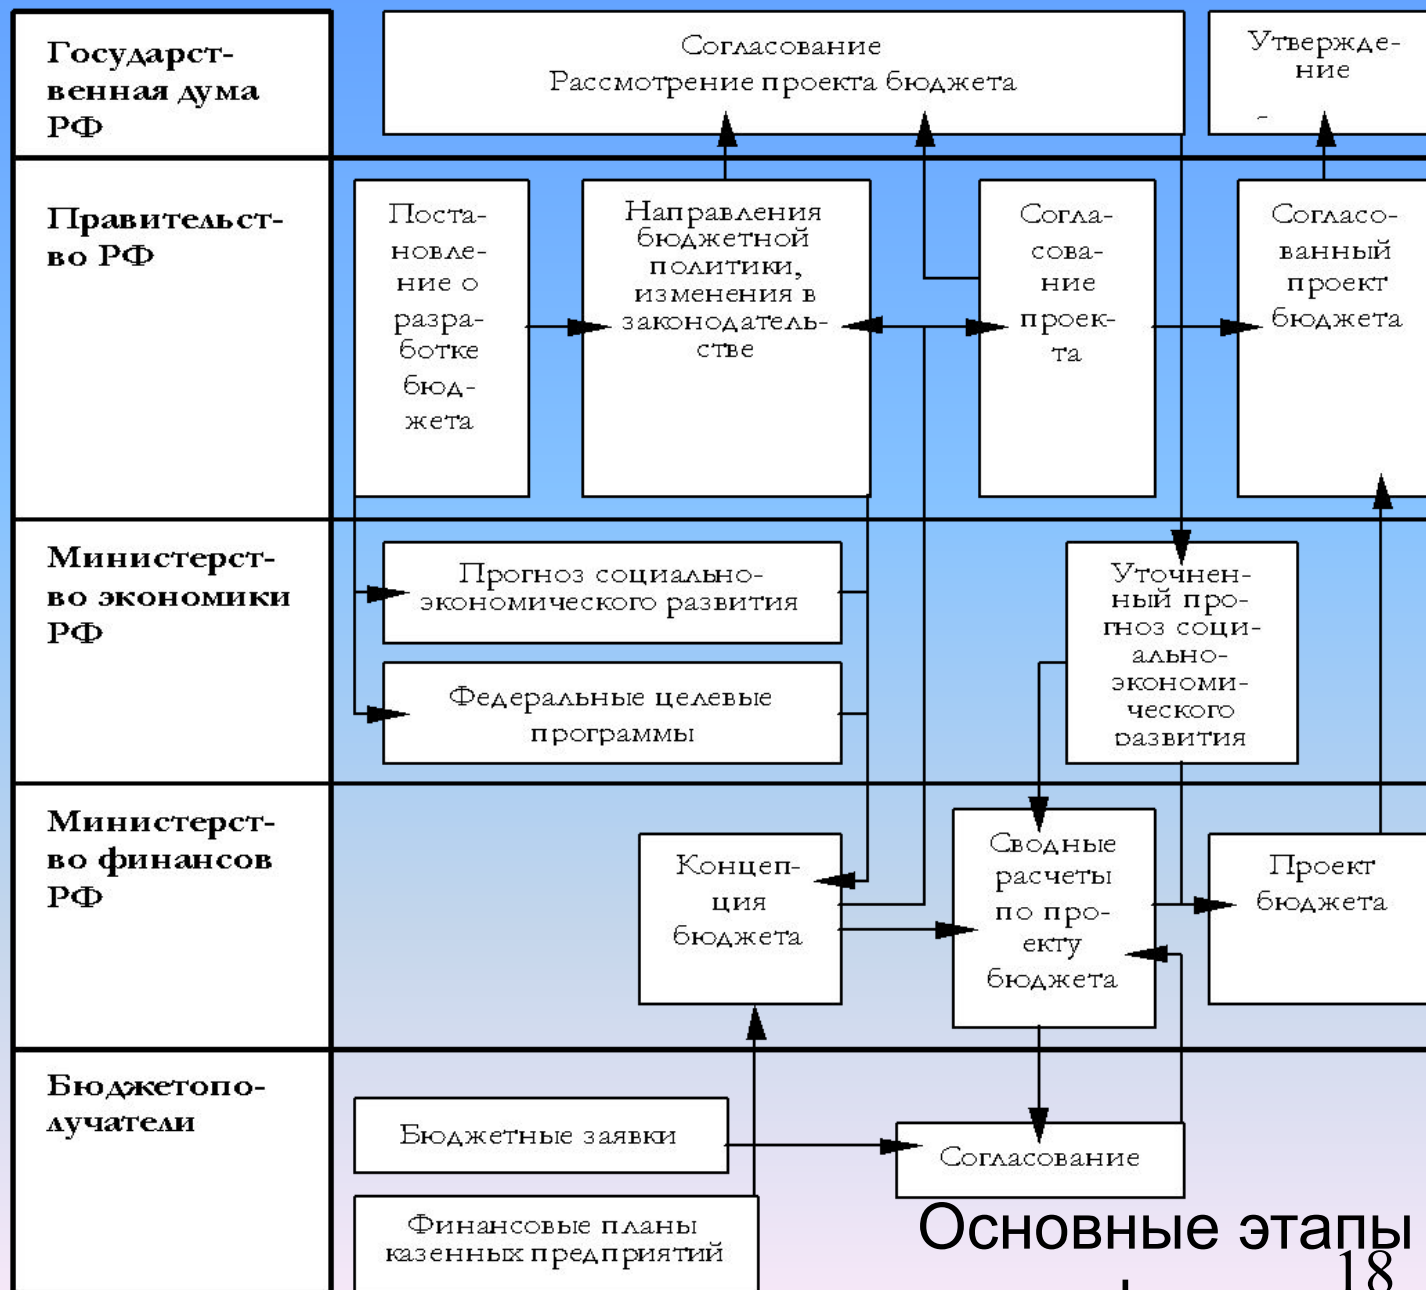 Государст-
венная дума
РФ
Согласование
Рассмотрение проекта бюджета
Утвержде-
ние
Правительст-
во РФ
Поста-
новле-
ние о
разра-
ботке
бюд-
жета
Направления
бюджетной
политики,
изменения в
законодатель-
стве
Согла-
сова-
ние
проек-
та
Согласо-
ванный
проект
бюджета
Министерст-
во экономики
РФ
Прогноз социально-
экономического развития
Федеральные целевые
программы
Уточнен-
ный про-
гноз соци-
ально-
экономи-
ческого
развития
Министерст-
во финансов
РФ
Концеп-
ция
бюджета
Сводные
расчеты
по про-
екту
бюджета
Проект
бюджета
Бюджетопо-
лучатели
Бюджетные заявки
Согласование
Финансовые планы
казенных предприятий
Основные этапы
18